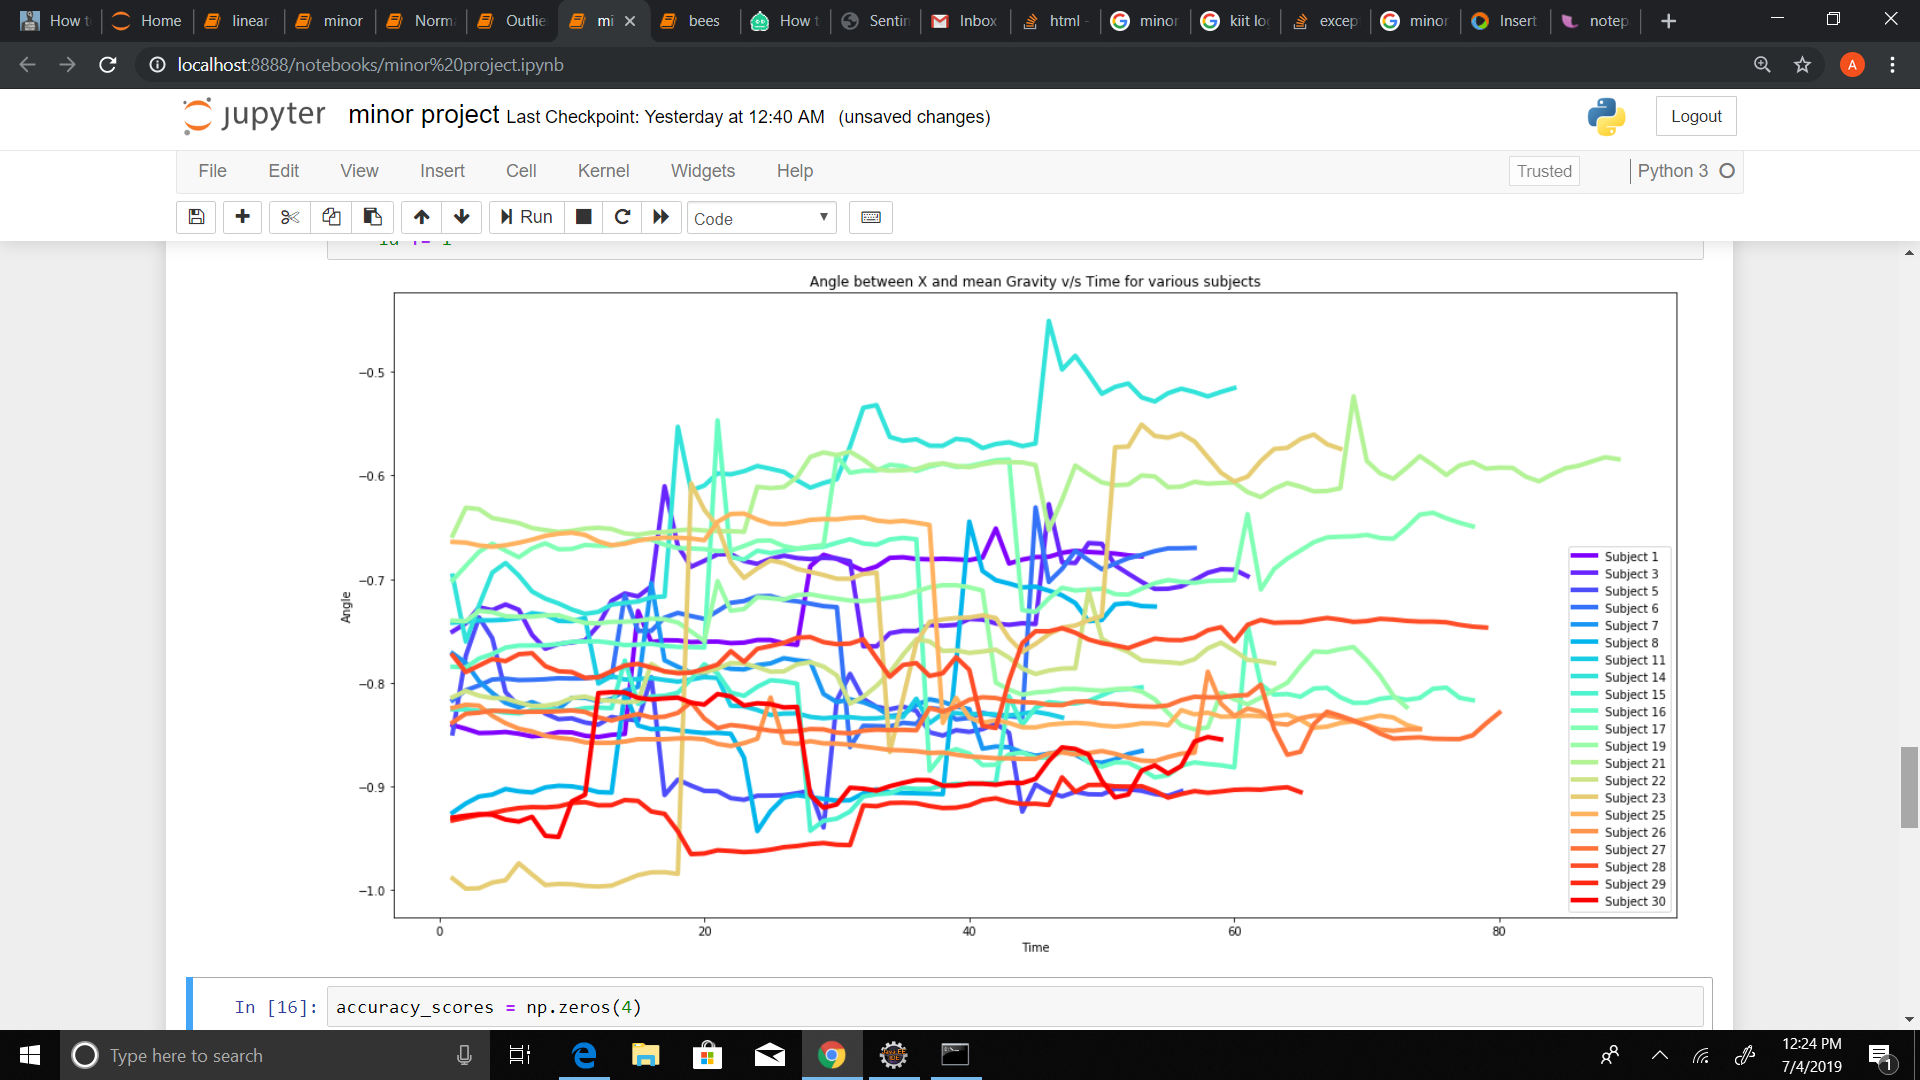 How t
Home
linear
minor
Norm
Outlie
mi
bees
How t
Sentin
Inbox
html -
minor
kiit lo
excep
minor
Insert
notep
localhost:8888/notebooks/minor%20project.ipynb
A
jupyter minor project Last Checkpoint: Yesterday at 12:40 AM (unsaved changes)
Logout
File Edit View Insert Cell Kernel Widgets Help
Trusted
Python 3
Run
Code
Angle between X and mean Gravity v/s Time for various subjects
−0.5
−0.6
−0.7
−0.8
−0.9
−1.0
Angle
0 20 40 60 80
Time
Subject 1
Subject 3
Subject 5
Subject 6
Subject 7
Subject 8
Subject 11
Subject 14
Subject 15
Subject 16
Subject 17
Subject 19
Subject 21
Subject 22
Subject 23
Subject 25
Subject 26
Subject 27
Subject 28
Subject 29
Subject 30
In [16]: accuracy_scores = np.zeros(4)
Type here to search
12:24 PM
7/4/2019
1